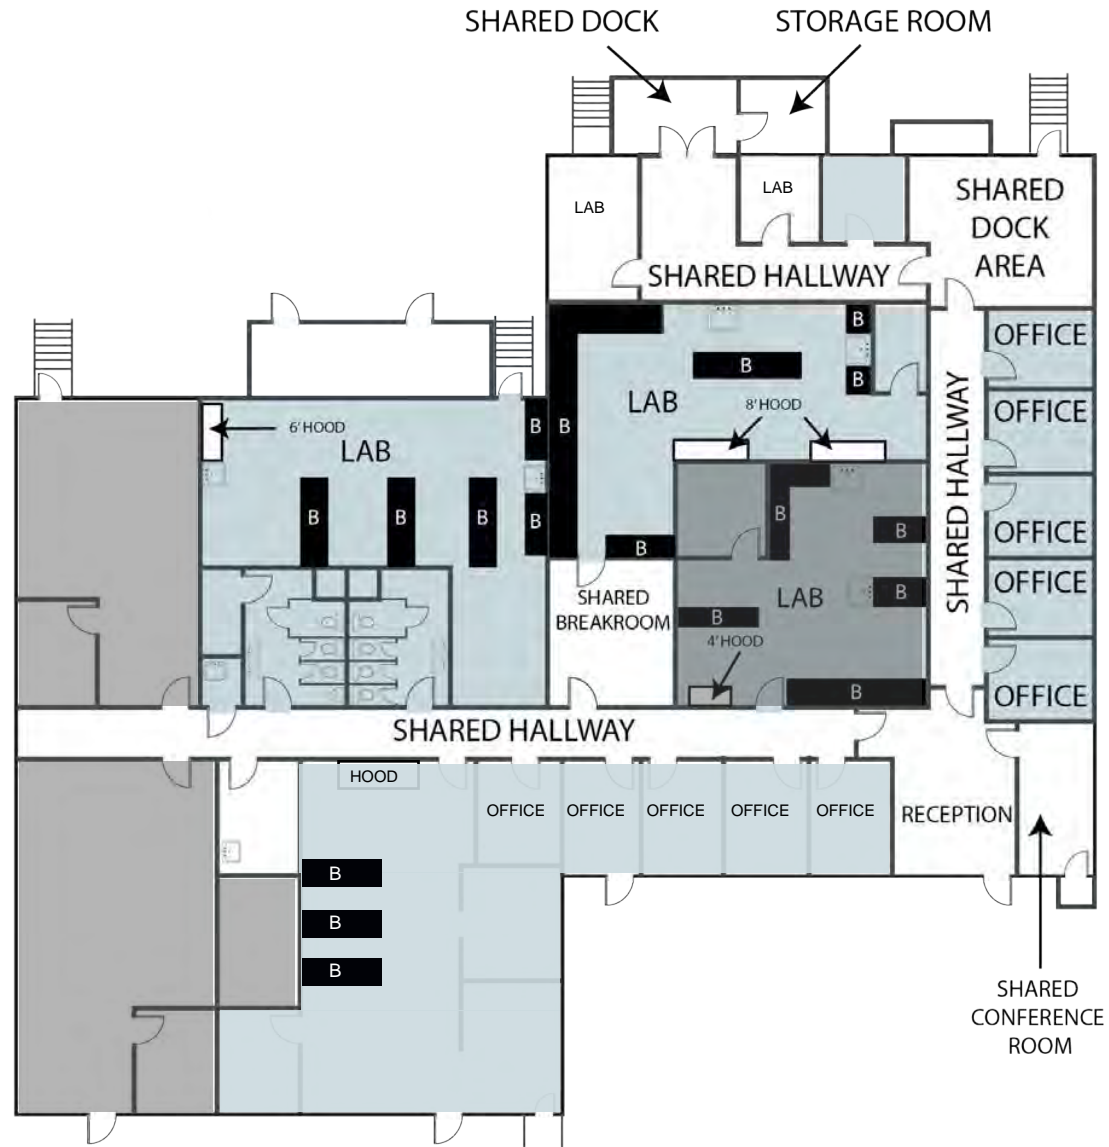 SHARED DOCK
STORAGE ROOM
LAB
LAB
SHARED
DOCK
AREA
SHARED HALLWAY
B
B
B
B
B
LAB
8' HOOD
OFFICE
OFFICE
OFFICE
OFFICE
OFFICE
SHARED HALLWAY
6' HOOD
LAB
B
B
B
B
B
B
B
B
LAB
B
B
4' HOOD
B
SHARED
BREAKROOM
SHARED HALLWAY
HOOD
OFFICE
OFFICE
OFFICE
OFFICE
OFFICE
RECEPTION
B
B
B
SHARED
CONFERENCE
ROOM